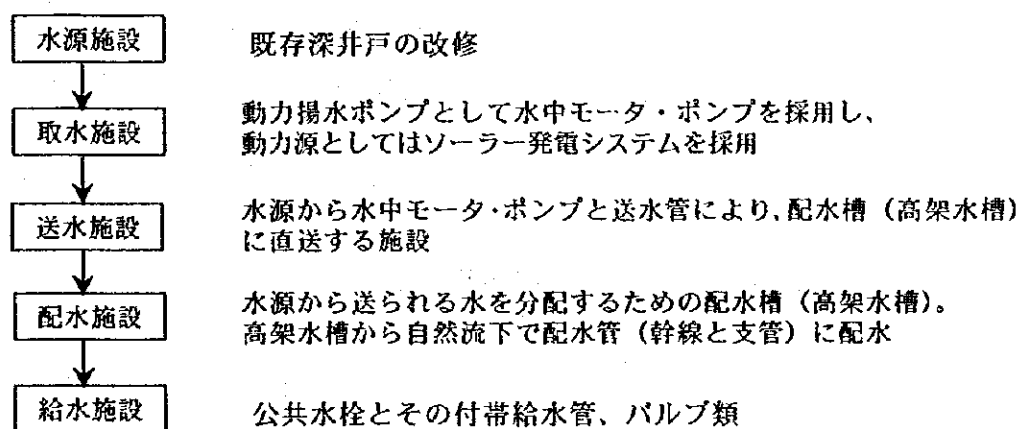 水源施設
既存深井戸の改修
取水施設
動力揚水ポンプとして水中モータ・ポンプを採用し、
動力源としてはソーラー発電システムを採用
送水施設
水源から水中モータ・ポンプと送水管により,配水槽（高架水槽）
に直送する施設
配水施設
水源から送られる水を分配するための配水槽（高架水槽）。
高架水槽から自然流下で配水管（幹線と支管）に配水
給水施設
公共水栓とその付帯給水管、バルブ類